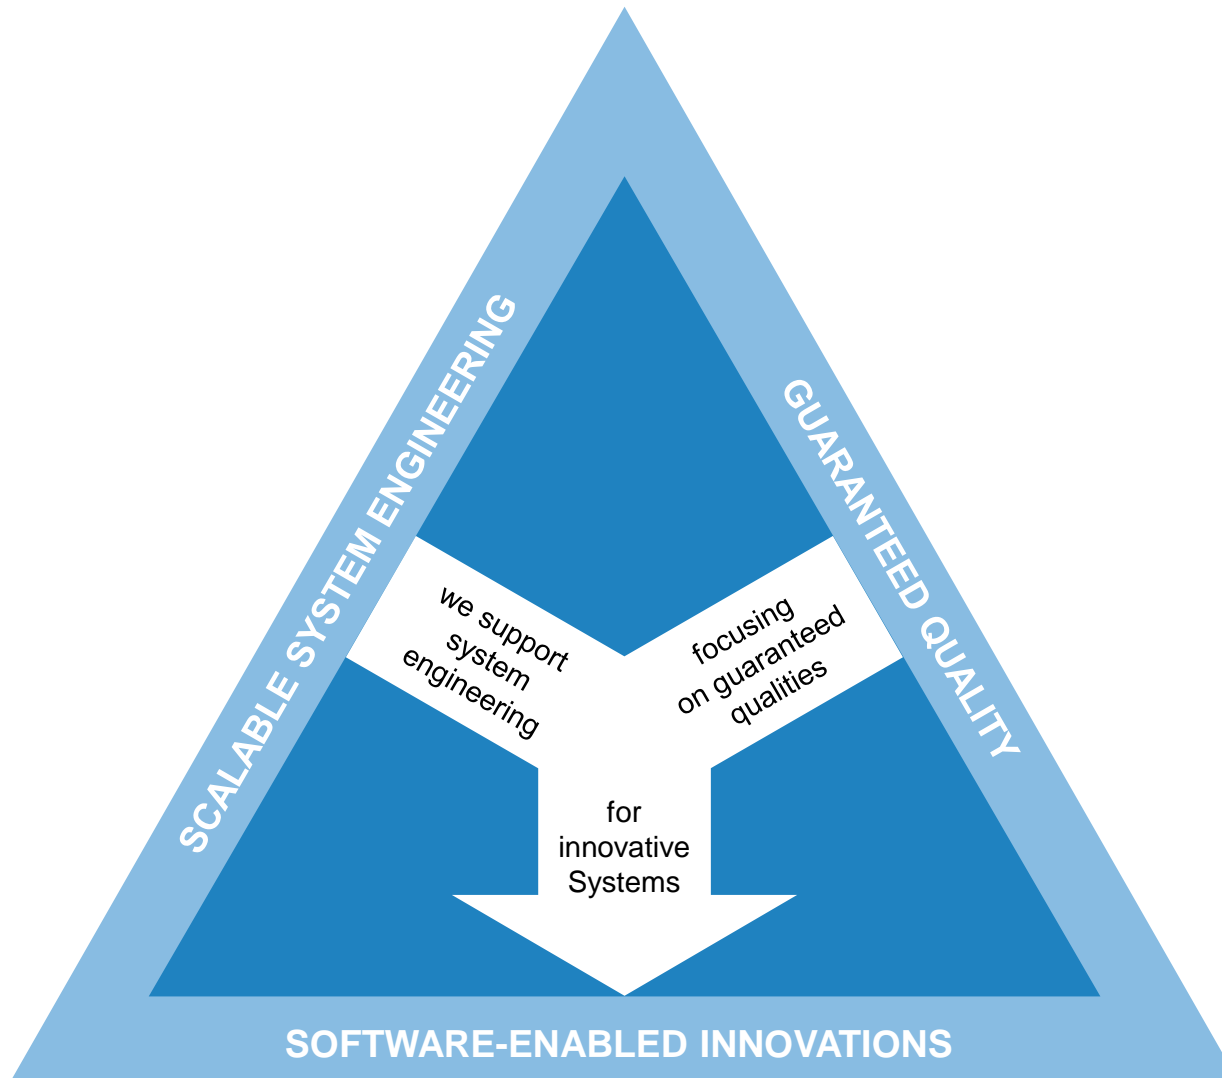 SCALABLE SYSTEM ENGINEERING
GUARANTEED QUALITY
we support
system
engineering
focusing
on guaranteed
qualities
for
innovative
Systems
SOFTWARE-ENABLED INNOVATIONS